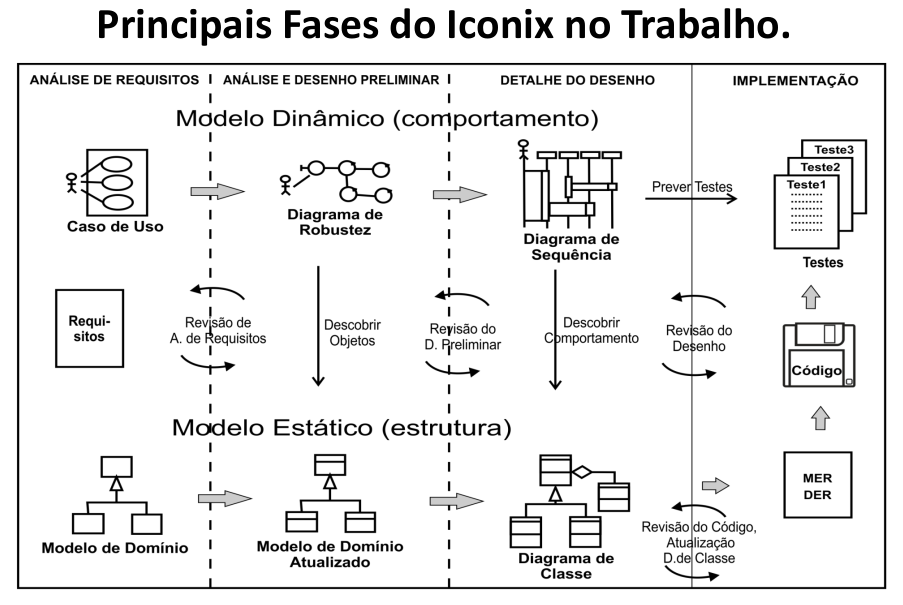 Principais Fases do Iconix no Trabalho.
ANÁLISE DE REQUISITOS
ANÁLISE E DESENHO PRELIMINAR
DETALHE DO DESENHO
IMPLEMENTAÇÃO
Modelo Dinâmico (comportamento)
Caso de Uso
Diagrama de
Robustez
Diagrama de
Sequência
Prever Testes
Teste3
Teste2
Teste1
Testes
Requi-
sitos
Revisão de
A. de Requisitos
Descobrir
Objetos
Revisão do
D. Preliminar
Descobrir
Comportamento
Revisão do
Desenho
Código
Modelo Estático (estrutura)
Modelo de Domínio
Modelo de Domínio
Atualizado
Diagrama de
Classe
Revisão do Código,
Atualização
D.de Classe
MER
DER